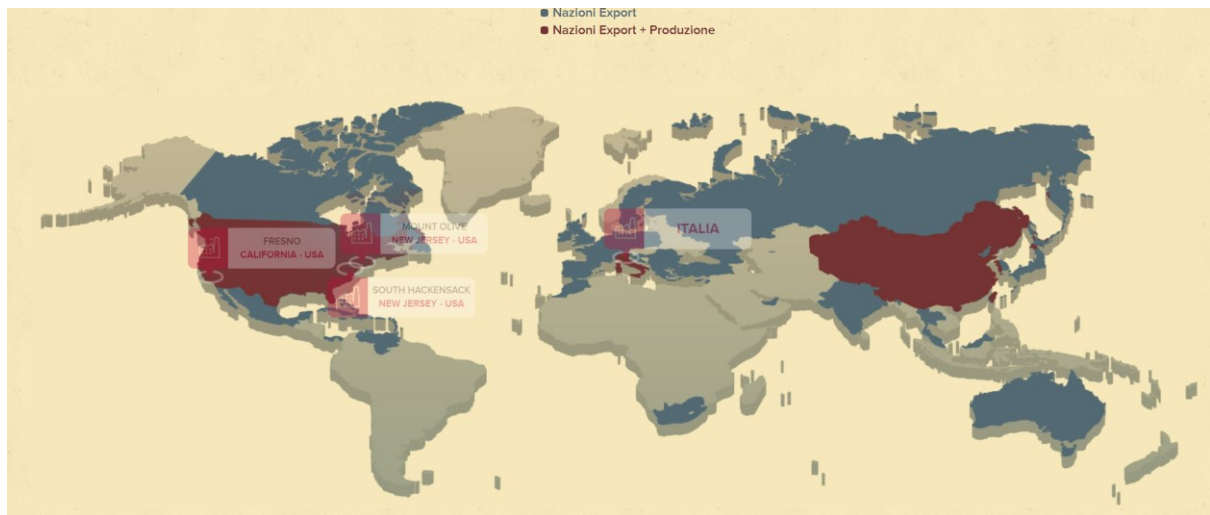 Nazioni Export
Nazioni Export + Produzione
MOUNT OLIVE
NEW JERSEY - USA
FRESNO
CALIFORNIA - USA
ITALIA
SOUTH HACKENSACK
NEW JERSEY - USA